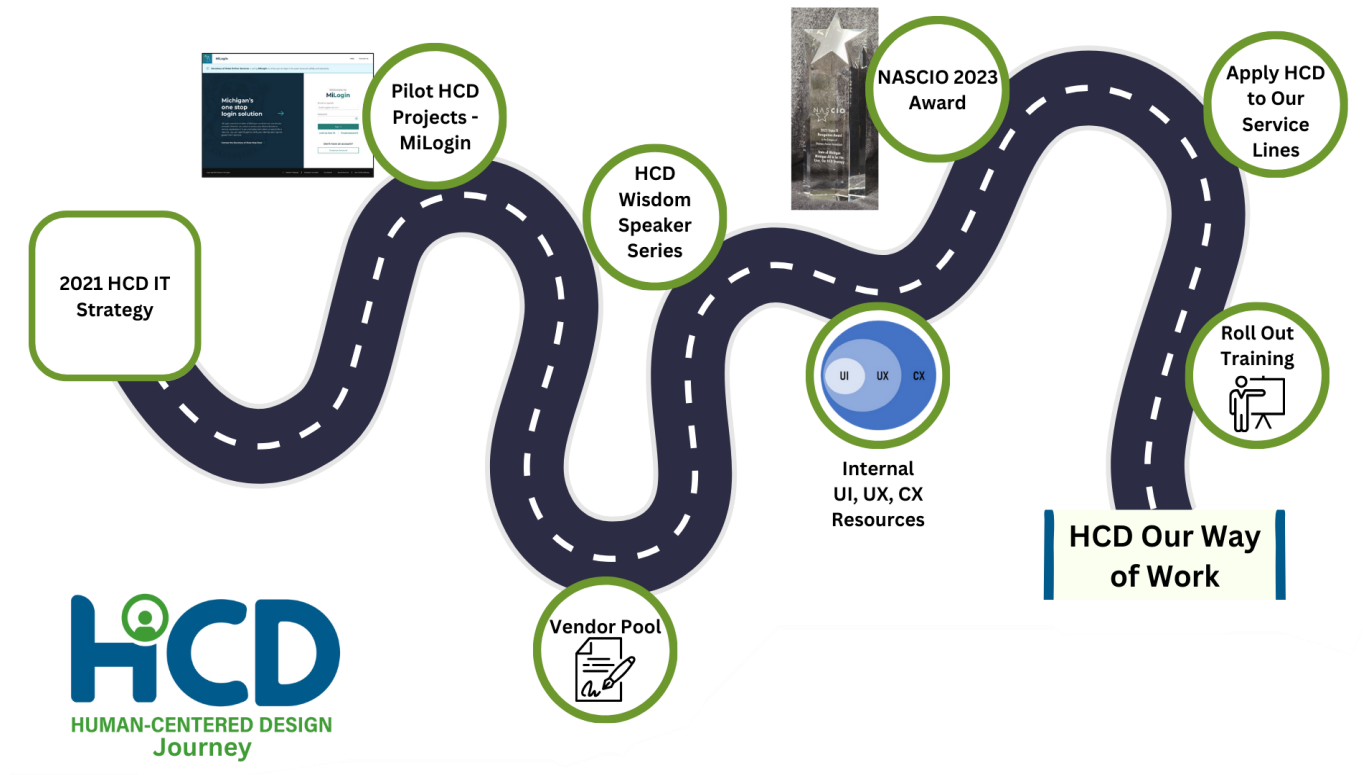 2021 HCD IT
Strategy
MiLogin
Michigan's
one stop
login solution
MiLogin
Pilot HCD
Projects -
MiLogin
Vendor Pool
HCD
Wisdom
Speaker
Series
UI
UX
CX
Internal
UI, UX, CX
Resources
NASCIO
NASCIO 2023
Award
Apply HCD
to Our
Service
Lines
Roll Out
Training
HCD Our Way
of Work
HCD
HUMAN-CENTERED DESIGN
Journey